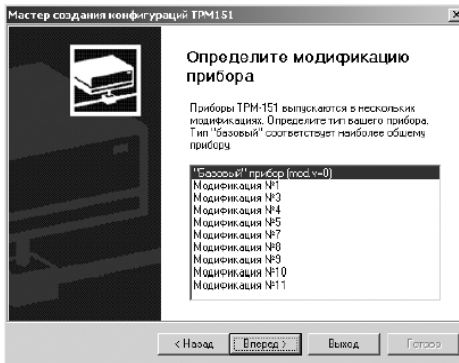 Мастер создания конфигураций ТРМ151
Определите модификацию
прибора
Приборы ТРМ-151 выпускаются в нескольких
модификациях. Определите тип вашего прибора.
Тип "базовый" соответствует наиболее общему
прибору
"Базовый" прибор (mod.v=0)
Модификация №1
Модификация №3
Модификация №4
Модификация №5
Модификация №7
Модификация №8
Модификация №9
Модификация №10
Модификация №11
< Назад
Вперед >
Выход
Готово